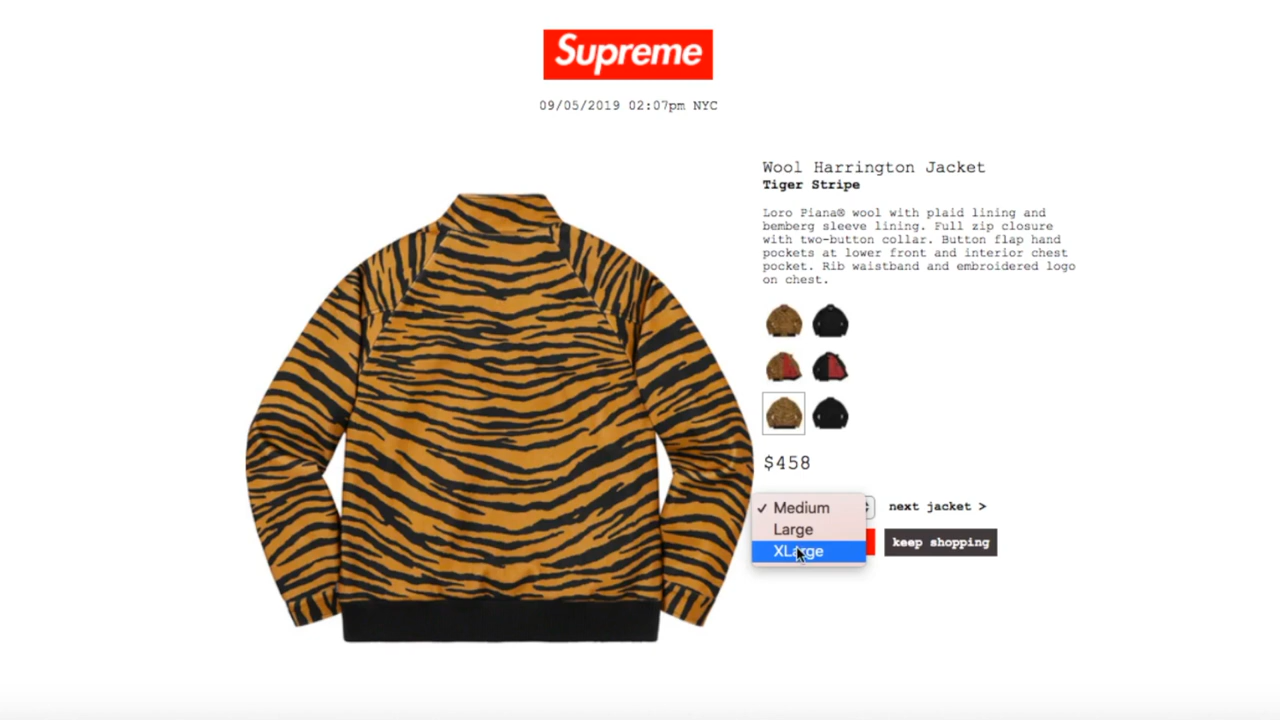 Supreme
09/05/2019 02:07pm NYC
Wool Harrington Jacket
Tiger Stripe
Loro Piana® wool with plaid lining and
bemberg sleeve lining. Full zip closure
with two-button collar. Button flap hand
pockets at lower front and interior chest
pocket. Rib waistband and embroidered logo
on chest.
$458
✓ Medium
Large
XLarge
next jacket >
keep shopping